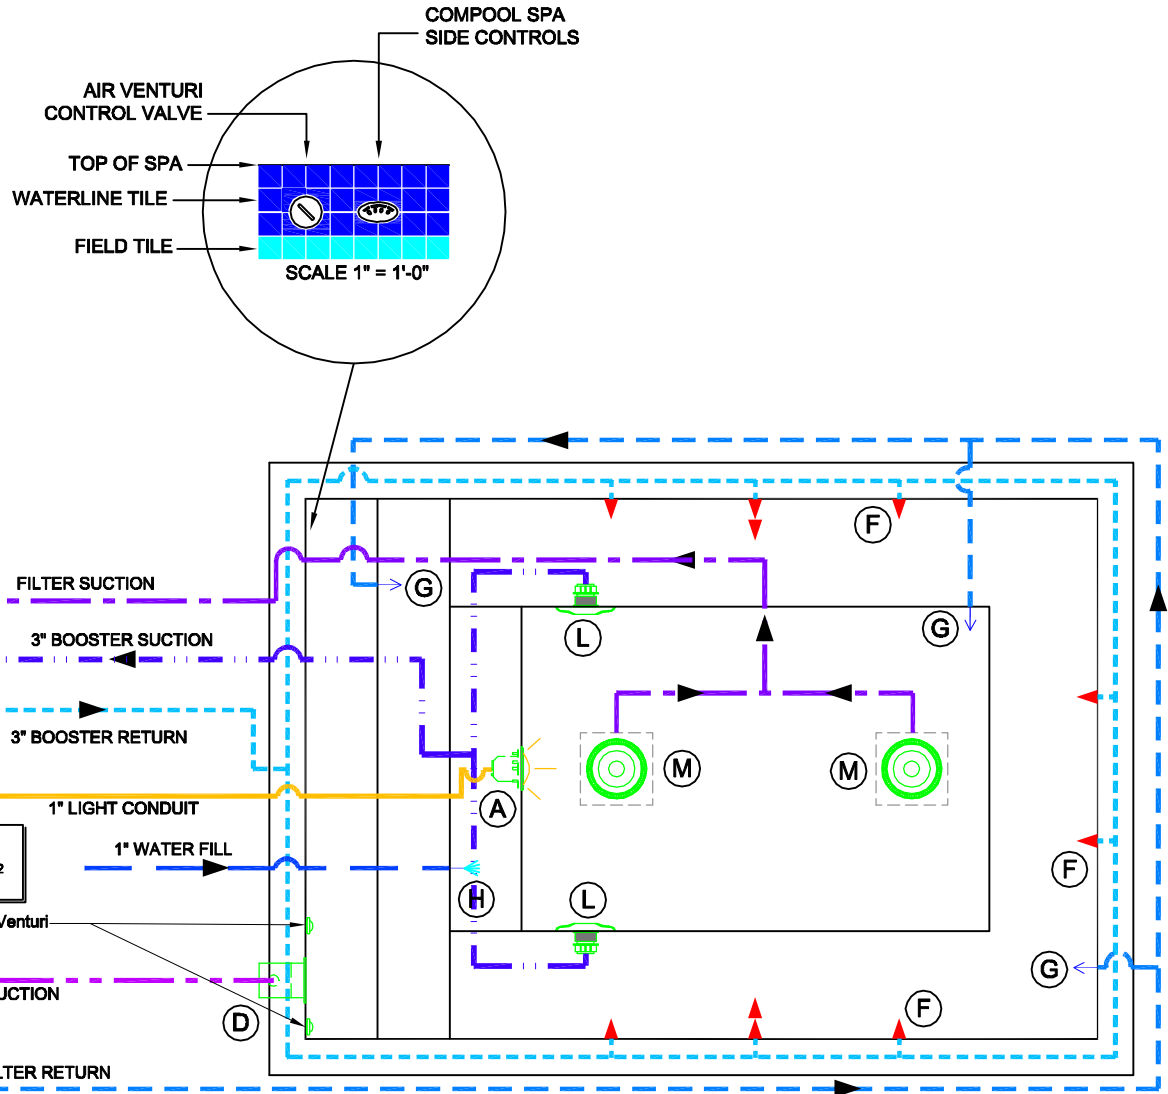 COMPOOL SPA
SIDE CONTROLS
AIR VENTURI
CONTROL VALVE
TOP OF SPA
WATERLINE TILE
FIELD TILE
SCALE 1" = 1'-0"
F
FILTER SUCTION
G
L
G
3" BOOSTER SUCTION
3" BOOSTER RETURN
M
M
A
1" LIGHT CONDUIT
1" WATER FILL
2
F
H
L
Venturi
G
UCTION
D
F
LTER RETURN